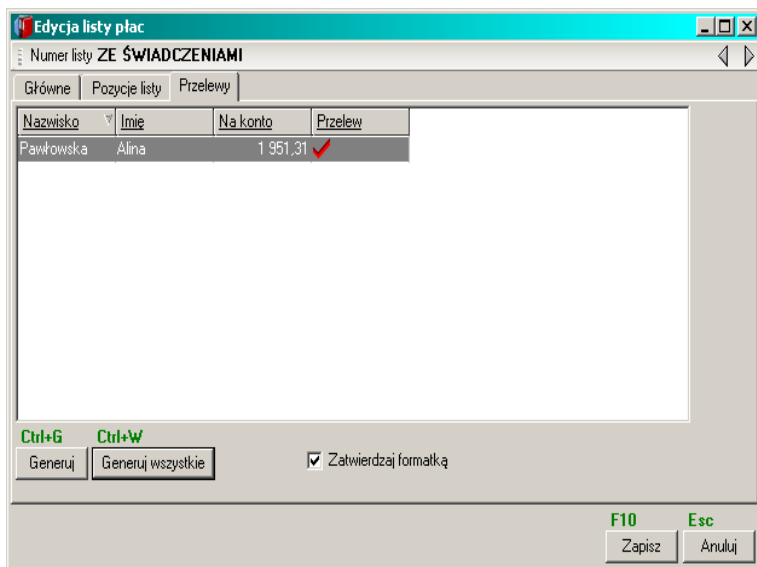 Edycja listy płac
Numer listy ZE ŚWIADCZENIAMI
Główne Pozycje listy Przelewy
Nazwisko Imię Na konto Przelew
Pawłowska Alina 1 951,31
Ctrl+G Ctrl+W
Generuj Generuj wszystkie Zatwierdzaj formatką
F10 Esc
Zapisz Anuluj